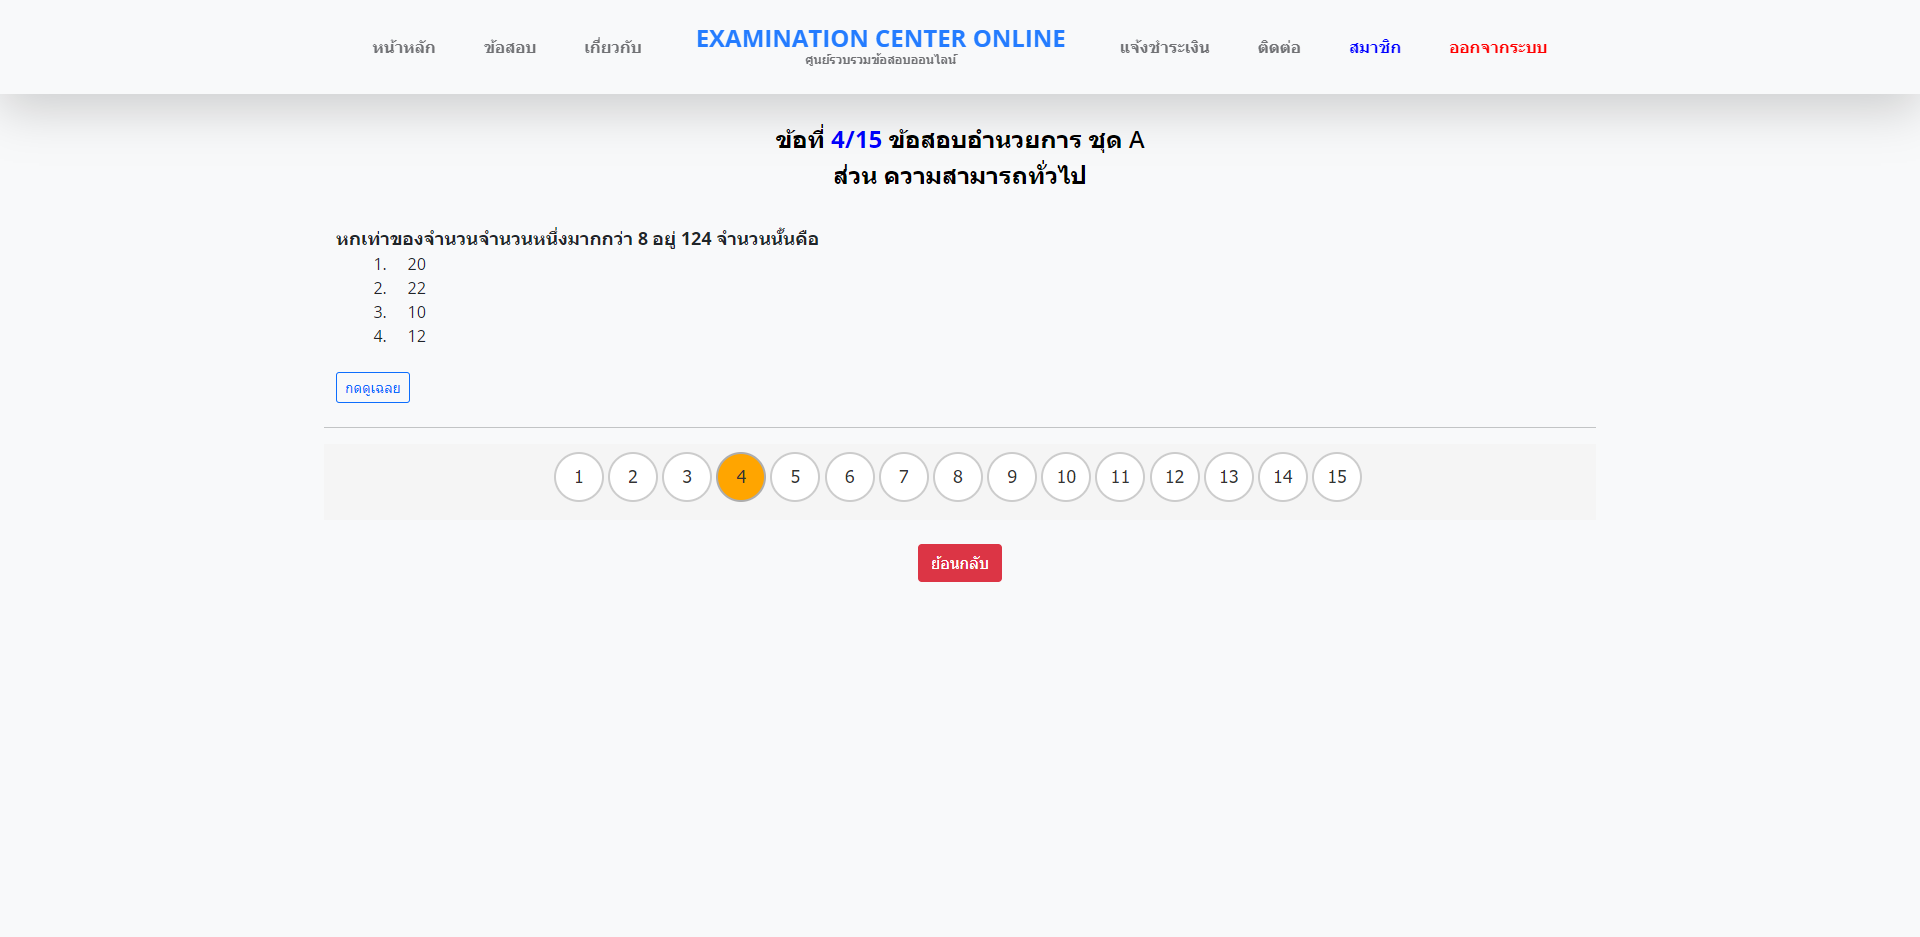 หน้าหลัก ข้อสอบ เกี่ยวกับ EXAMINATION CENTER ONLINE แจ้งชำระเงิน ติดต่อ สมาชิก ออกจากระบบ
ศูนย์รวบรวมข้อสอบออนไลน์
ข้อที่ 4/15 ข้อสอบอำนวยการ ชุด A
ส่วน ความสามารถทั่วไป
หกเท่าของจำนวนจำนวนหนึ่งมากกว่า 8 อยู่ 124 จำนวนนั้นคือ
1. 20
2. 22
3. 10
4. 12
กดดูเฉลย
1 2 3 4 5 6 7 8 9 10 11 12 13 14 15
ย้อนกลับ